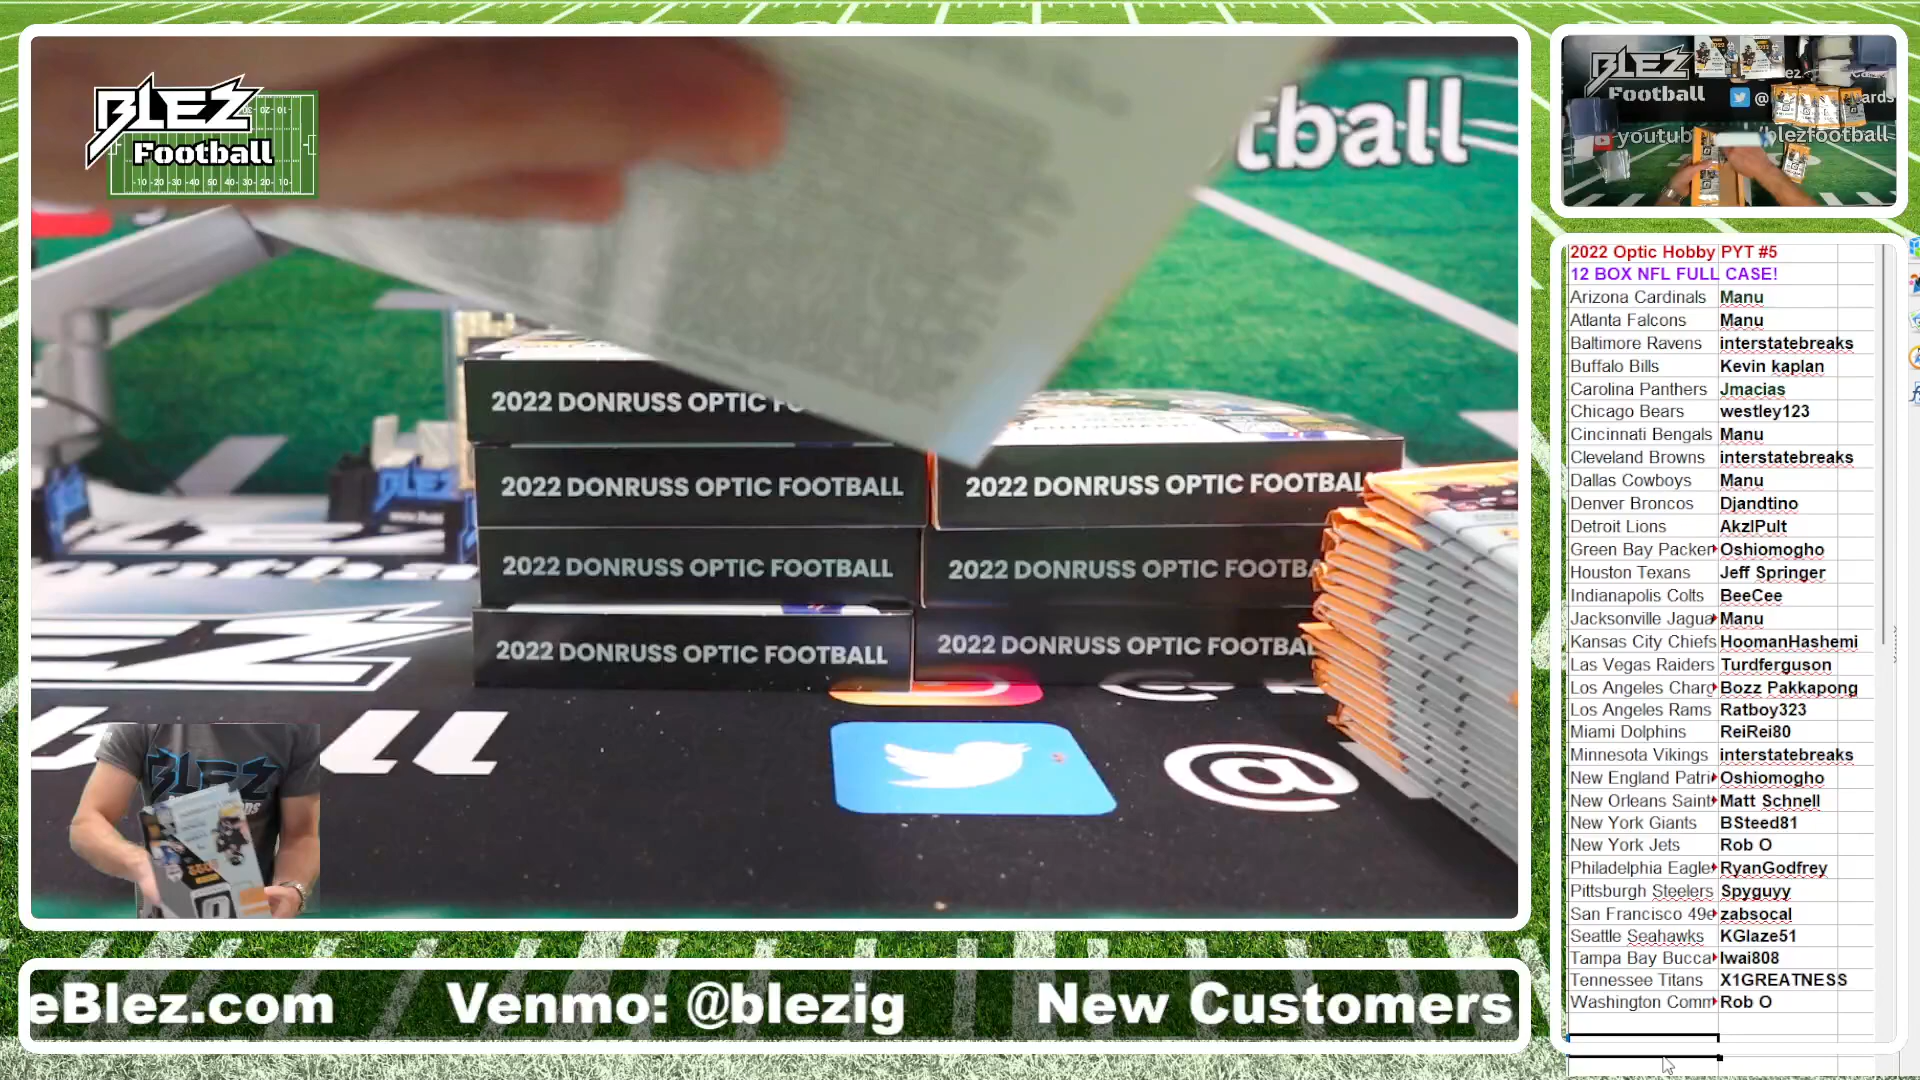 BLEZ
Football
tball
2022 DONRUSS OPTIC FO
2022 DONRUSS OPTIC FOOTBALL
2022 DONRUSS OPTIC FOOTBALL
2022 DONRUSS OPTIC FOOTBALL
2022 DONRUSS OPTIC FOOTBAL
2022 DONRUSS OPTIC FOOTBA
2022 DONRUSS OPTIC FOOTBAL
@
BLEZ
eBlez.com Venmo: @blezig New Customers
BLEZ
Football
youtub /blezfootball
2022 Optic Hobby PYT #5
12 BOX NFL FULL CASE!
Arizona Cardinals Manu
Atlanta Falcons Manu
Baltimore Ravens interstatebreaks
Buffalo Bills Kevin kaplan
Carolina Panthers Jmacias
Chicago Bears westley123
Cincinnati Bengals Manu
Cleveland Browns interstatebreaks
Dallas Cowboys Manu
Denver Broncos Djandtino
Detroit Lions AkzlPult
Green Bay Packer Oshiomogho
Houston Texans Jeff Springer
Indianapolis Colts BeeCee
Jacksonville Jagua Manu
Kansas City Chiefs HoomanHashemi
Las Vegas Raiders Turdferguson
Los Angeles Charg Bozz Pakkapong
Los Angeles Rams Ratboy323
Miami Dolphins ReiRei80
Minnesota Vikings interstatebreaks
New England Patri Oshiomogho
New Orleans Saint Matt Schnell
New York Giants BSteed81
New York Jets Rob O
Philadelphia Eagle RyanGodfrey
Pittsburgh Steelers Spyguyy
San Francisco 49e zabsocal
Seattle Seahawks KGlaze51
Tampa Bay Bucca Iwai808
Tennessee Titans X1GREATNESS
Washington Comm Rob O